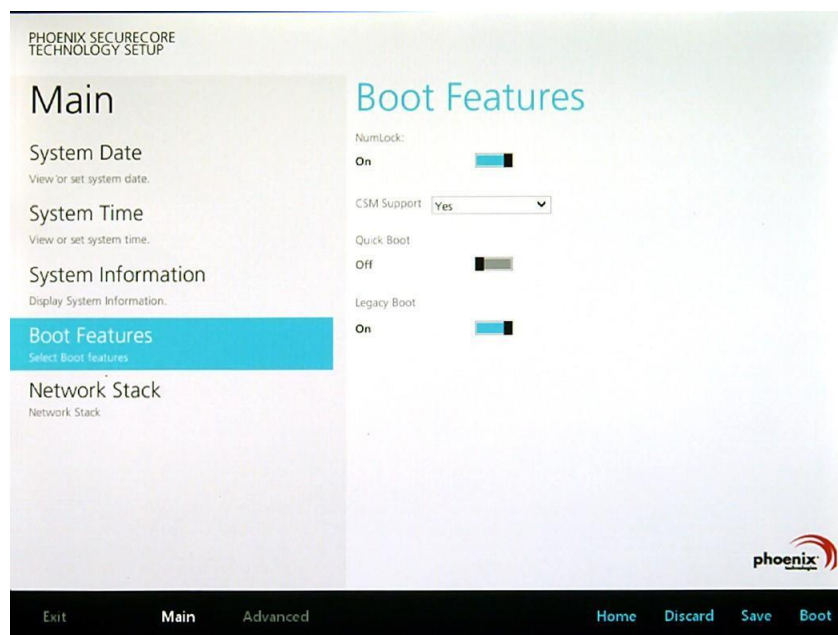 PHOENIX SECURECORE
TECHNOLOGY SETUP
Main
System Date
View or set system date.
System Time
View or set system time.
System Information
Display System Information.
Boot Features
Select Boot features
Network Stack
Network Stack
Boot Features
NumLock:
On
CSM Support Yes
Quick Boot
Off
Legacy Boot
On
phoenix
technologies
Exit Main Advanced Home Discard Save Boot